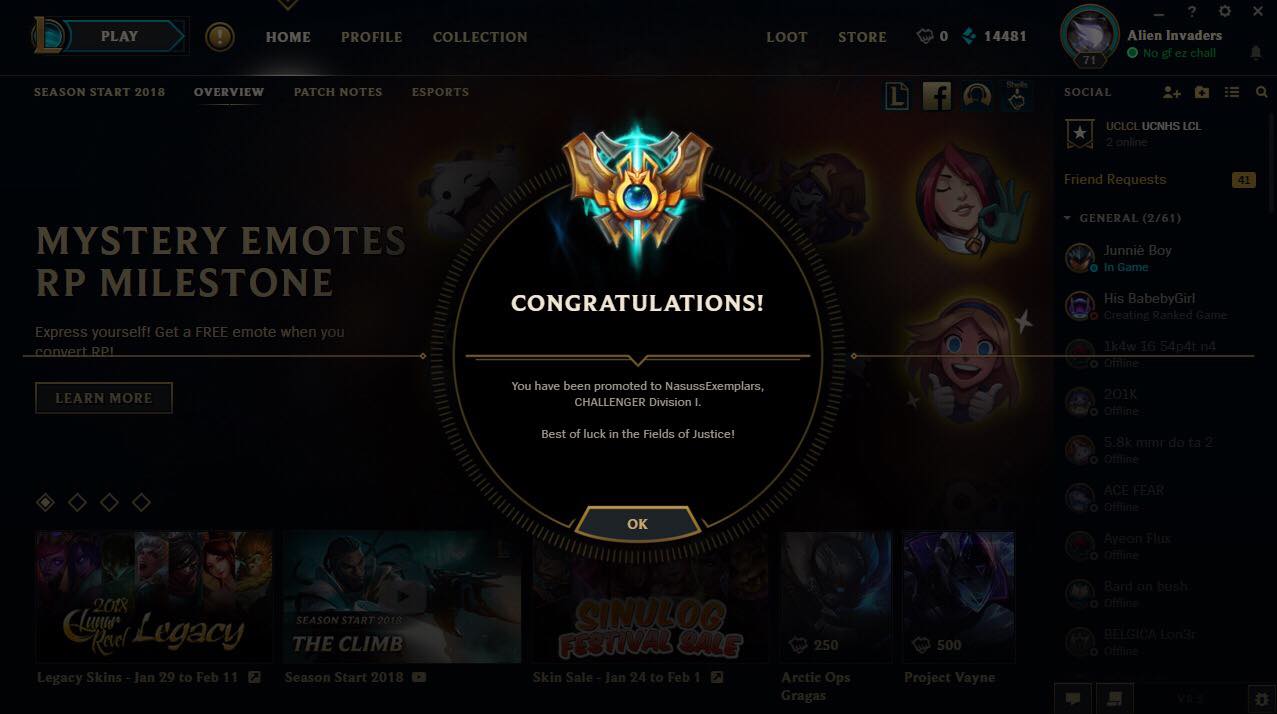 PLAY
HOME
PROFILE
COLLECTION
LOOT
STORE
0
14481
71
Alien Invaders
No gf ez chall
SEASON START 2018
OVERVIEW
PATCH NOTES
ESPORTS
Shells
SOCIAL
UCLCL UCNHS LCL
2 online
Friend Requests
41
GENERAL (2/61)
Junniè Boy
In Game
His BabebyGirl
Creating Ranked Game
1k4w 16 54p4t n4
Offline
201K
Offline
5.8k mmr do ta 2
Offline
ACE FEAR
Offline
Ayeon Flus
Offline
Bard on bush
Offline
BELGICA Lon3r
Offline
MYSTERY EMOTES
RP MILESTONE
Express yourself! Get a FREE emote when you
convert RP!
LEARN MORE
CONGRATULATIONS!
You have been promoted to NasussExemplars,
CHALLENGER Division I.
Best of luck in the Fields of Justice!
OK
2018
Lunar
Revel Legacy
SEASON START 2018
THE CLIMB
SINULOG
FESTIVAL SALE
250
500
Legacy Skins - Jan 29 to Feb 11
Season Start 2018
Skin Sale - Jan 24 to Feb 1
Arctic Ops
Gragas
Project Vayne